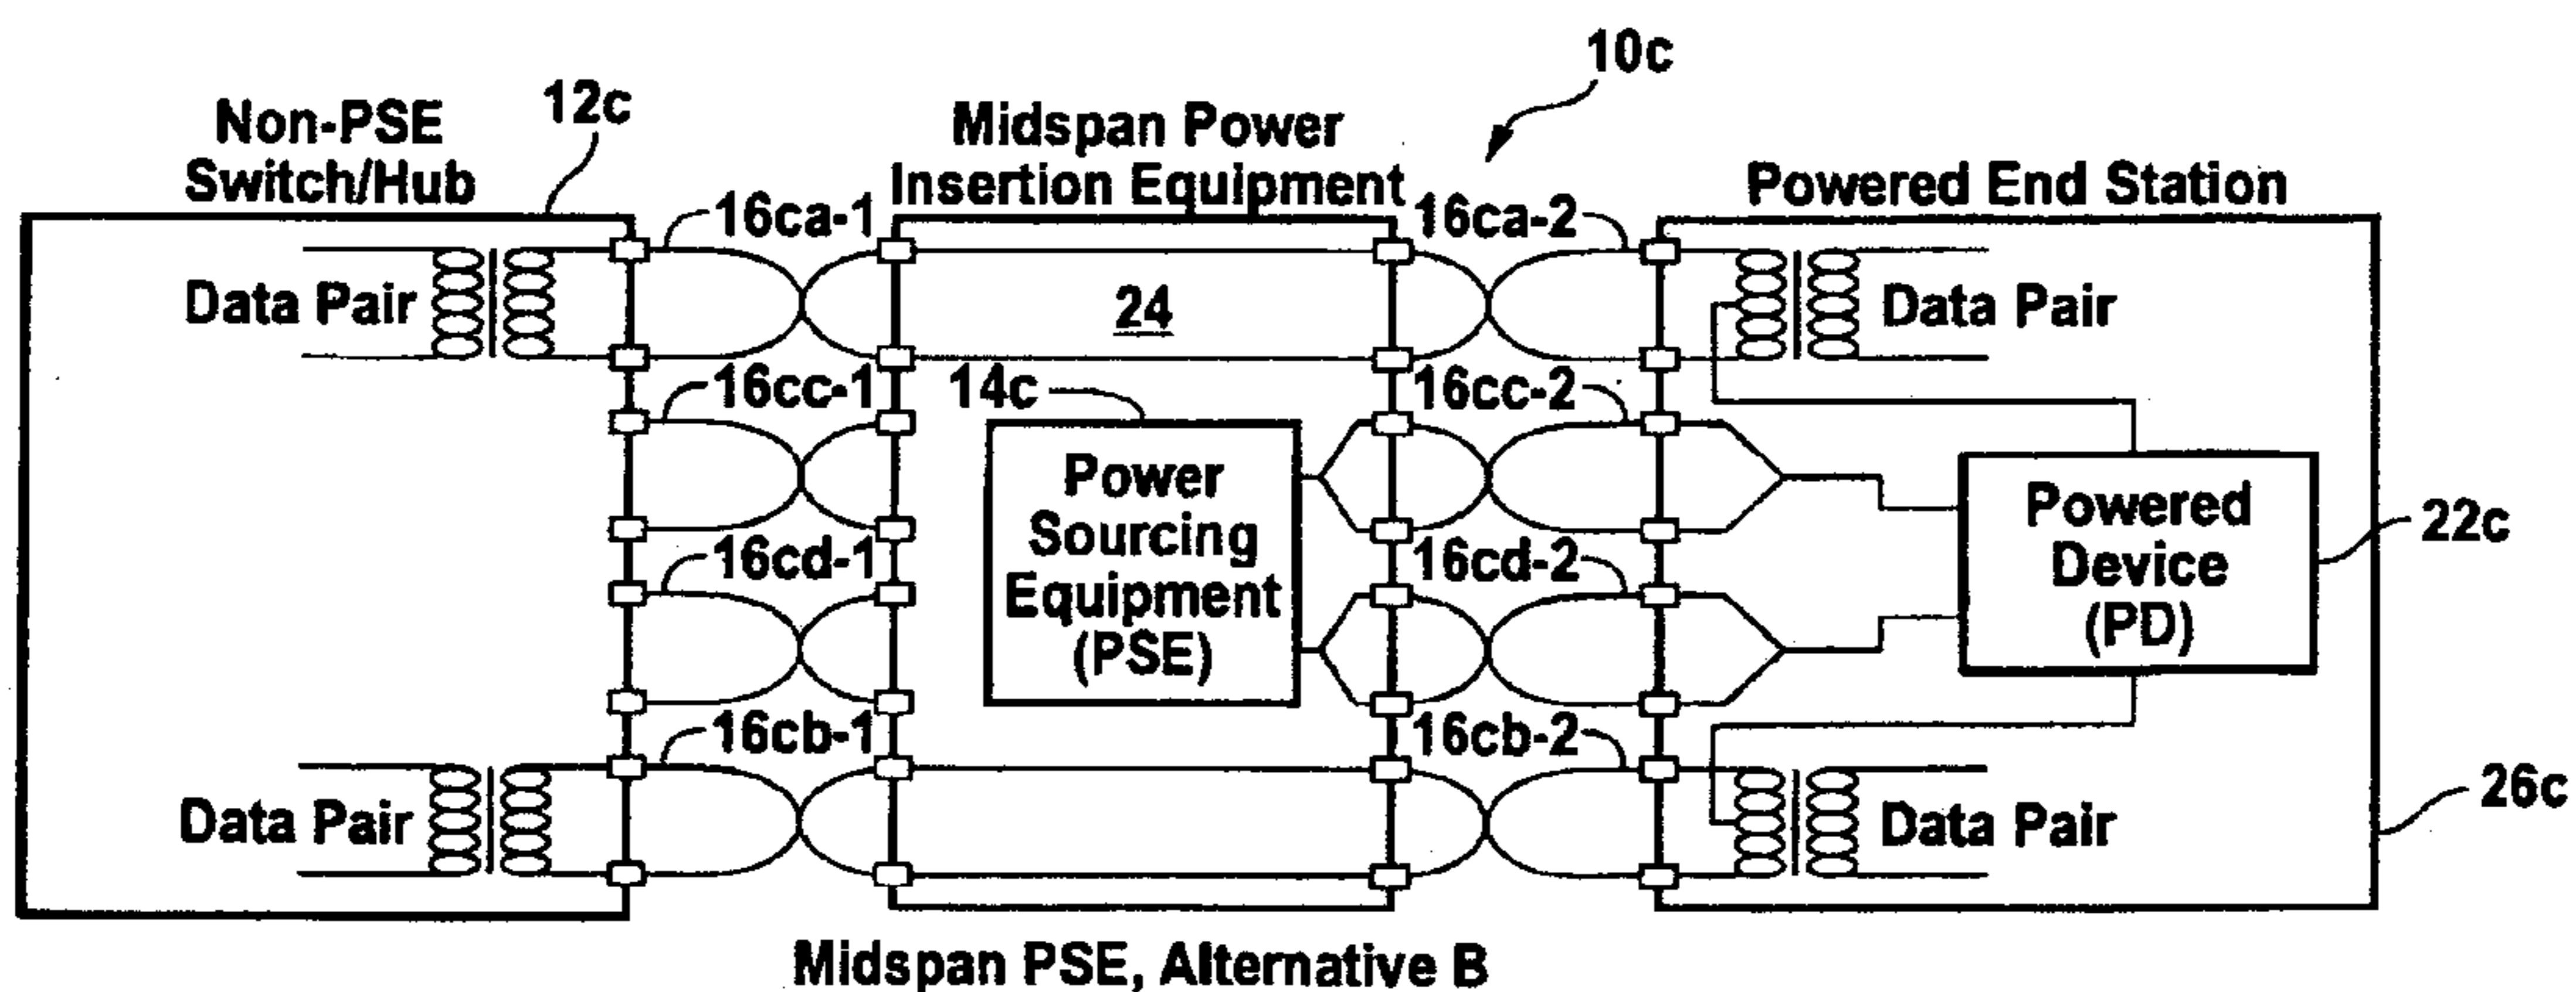 10c
Non-PSE
Switch/Hub
12c
Midspan Power
Insertion Equipment
Powered End Station
16ca-1
16ca-2
Data Pair
24
Data Pair
16cc-1
14c
16cc-2
Power
Sourcing
Equipment
(PSE)
Powered
Device
(PD)
22c
16cd-1
16cd-2
16cb-1
16cb-2
Data Pair
Data Pair
26c
Midspan PSE, Alternative B